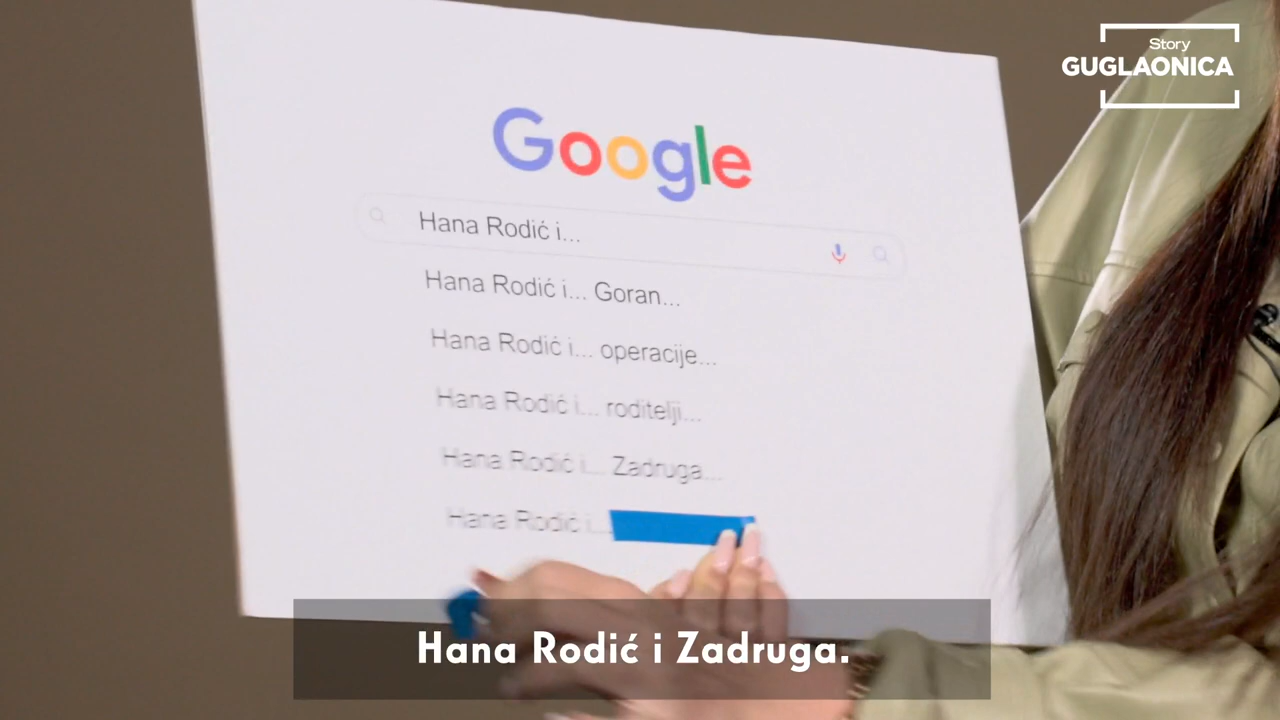 Story
GUGLAONICA
Google
Hana Rodić i...
Hana Rodić i... Goran...
Hana Rodić i... operacije...
Hana Rodić i... roditelji...
Hana Rodić i... Zadruga...
Hana Rodić i...
Hana Rodić i Zadruga.